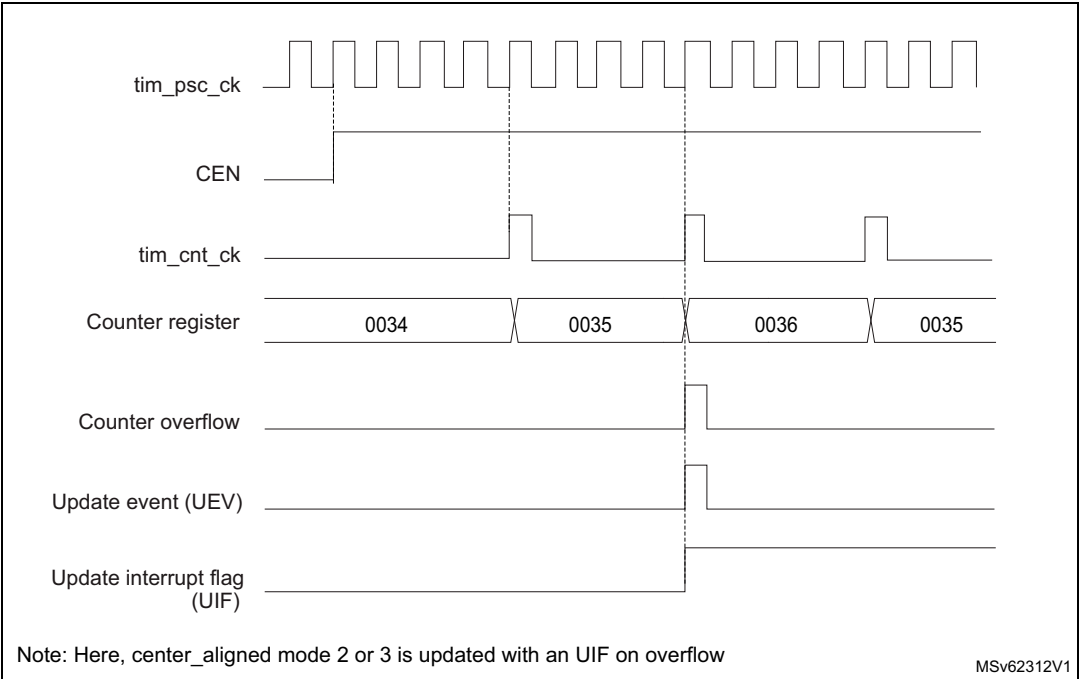 tim_psc_ck
CEN
tim_cnt_ck
Counter register
0034
0035
0036
0035
Counter overflow
Update event (UEV)
Update interrupt flag
(UIF)
Note: Here, center_aligned mode 2 or 3 is updated with an UIF on overflow
MSv62312V1